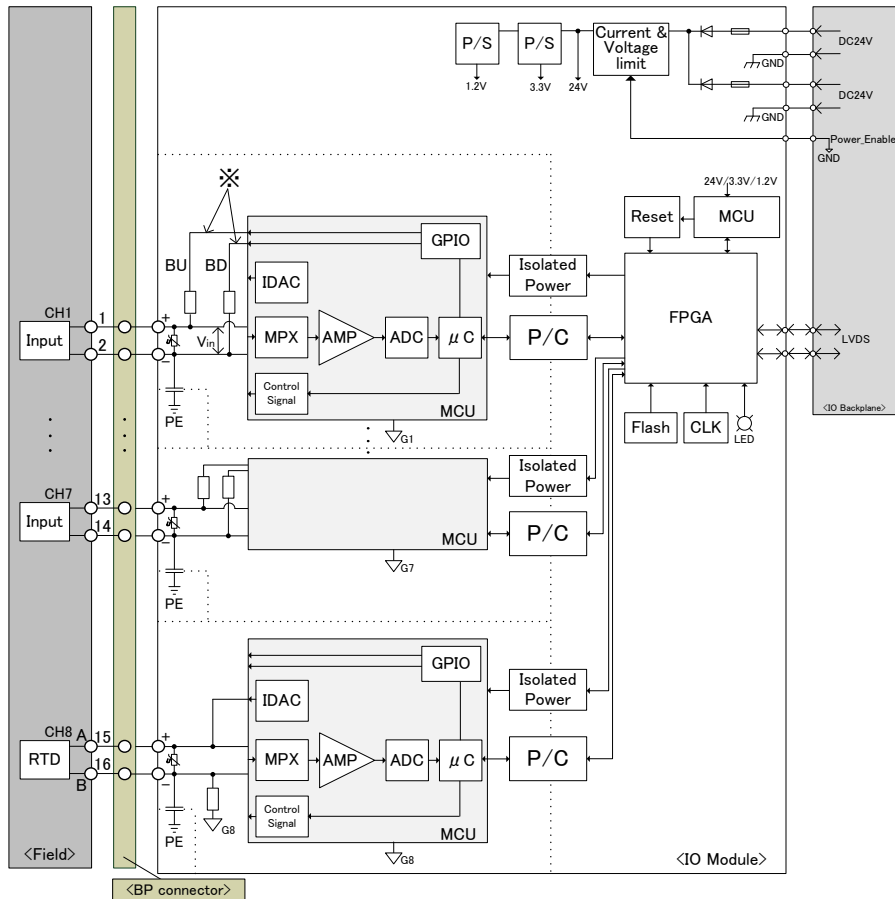 P/S
P/S
Current &
Voltage
limit
1.2V
3.3V
24V
GND
GND
DC24V
DC24V
Power_Enable
GND
※
BU
BD
GPIO
IDAC
MPX
AMP
ADC
μC
Control
Signal
MCU
G1
Isolated
Power
P/C
24V/3.3V/1.2V
Reset
MCU
FPGA
LVDS
Flash
CLK
LED
<IO Backplane>
CH1
1
Input
2
+
Vin
−
PE
CH7
13
Input
14
+
−
PE
MCU
G7
Isolated
Power
P/C
GPIO
IDAC
MPX
AMP
ADC
μC
Control
Signal
MCU
G8
Isolated
Power
P/C
CH8
A
15
RTD
16
B
+
−
PE
G8
<Field>
<IO Module>
<BP connector>